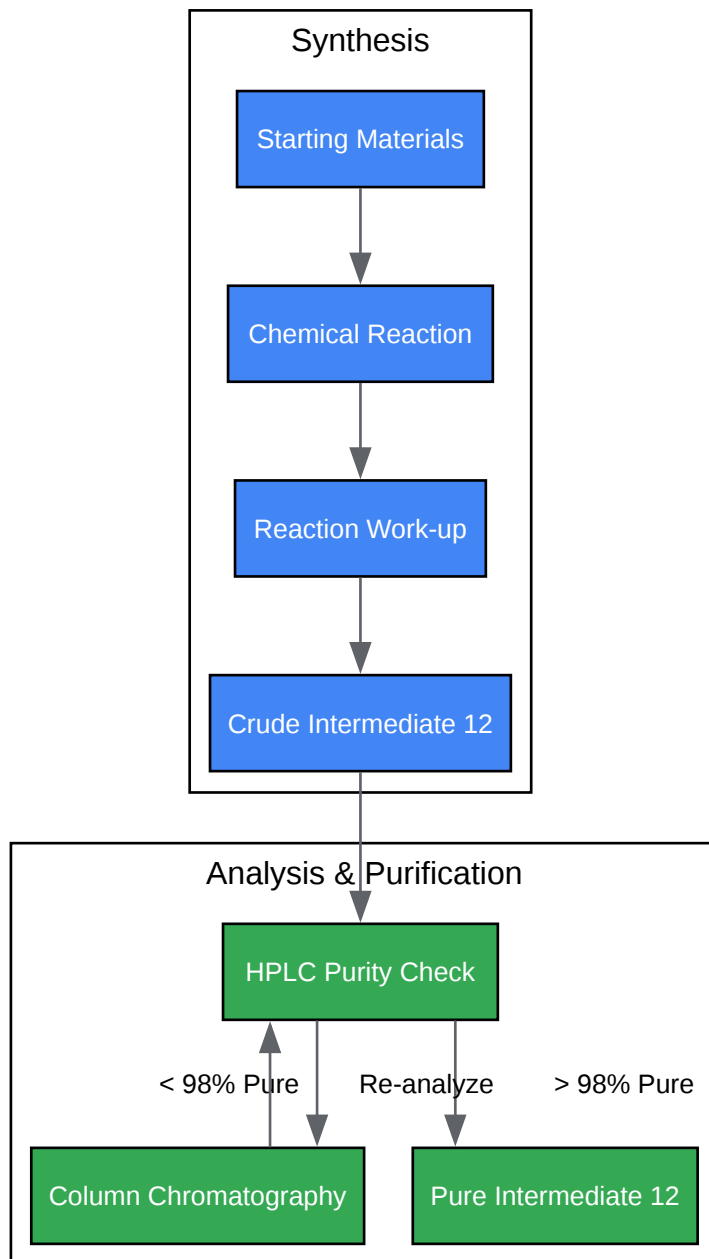 Synthesis
Starting Materials
Chemical Reaction
Reaction Work-up
Crude Intermediate 12
Analysis & Purification
HPLC Purity Check
< 98% Pure
Re-analyze
> 98% Pure
Column Chromatography
Pure Intermediate 12